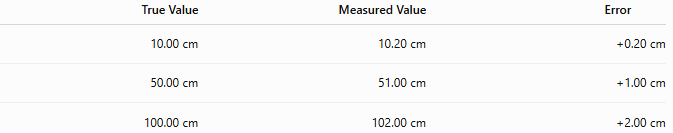 True Value Measured Value Error
10.00 cm 10.20 cm +0.20 cm
50.00 cm 51.00 cm +1.00 cm
100.00 cm 102.00 cm +2.00 cm